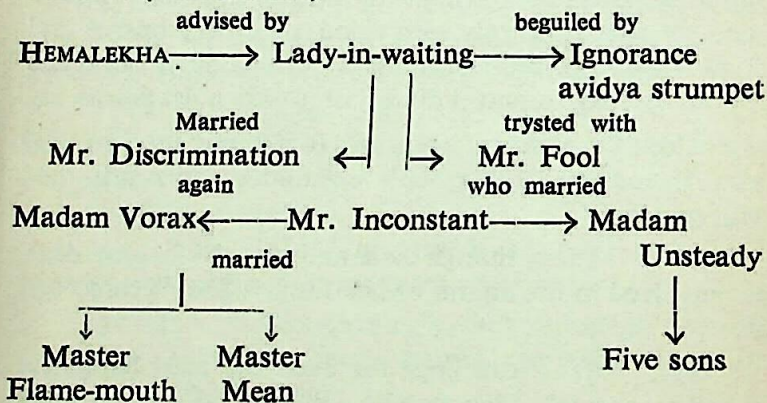 advised by beguiled by
HEMALEKHA Lady-in-waiting Ignorance
avidya strumpet
Married trysted with
Mr. Discrimination Mr. Fool
again who married
Madam Vorax Mr. Inconstant Madam
married Unsteady
Master Master Five sons
Flame-mouth Mean